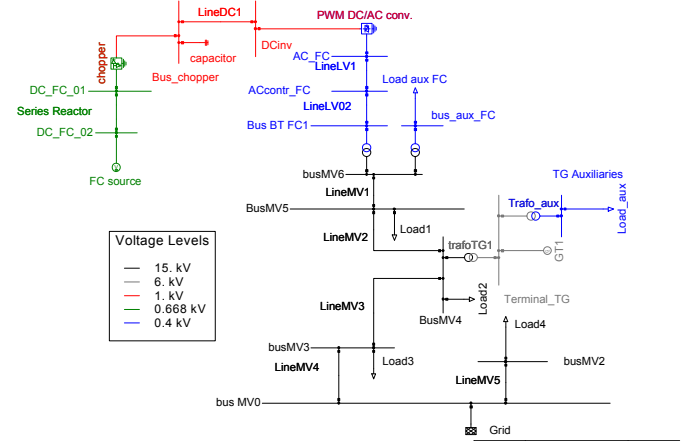 LineDC1
PWM DC/AC conv.
DCinv
chopper
capacitor
Bus_chopper
AC_FC
LineLV1
Load aux FC
DC_FC_01
ACcontr_FC
Series Reactor
LineLV02
bus_aux_FC
DC_FC_02
Bus BT FC1
FC source
busMV6
TG Auxiliaries
LineMV1
Trafo_aux
Load_aux
BusMV5
Load1
LineMV2
trafoTG1
GT1
Voltage Levels
15. kV
6. kV
1. kV
0.668 kV
0.4 kV
Load2
Terminal_TG
LineMV3
BusMV4
Load4
busMV3
Load3
LineMV4
busMV2
LineMV5
bus MV0
Grid